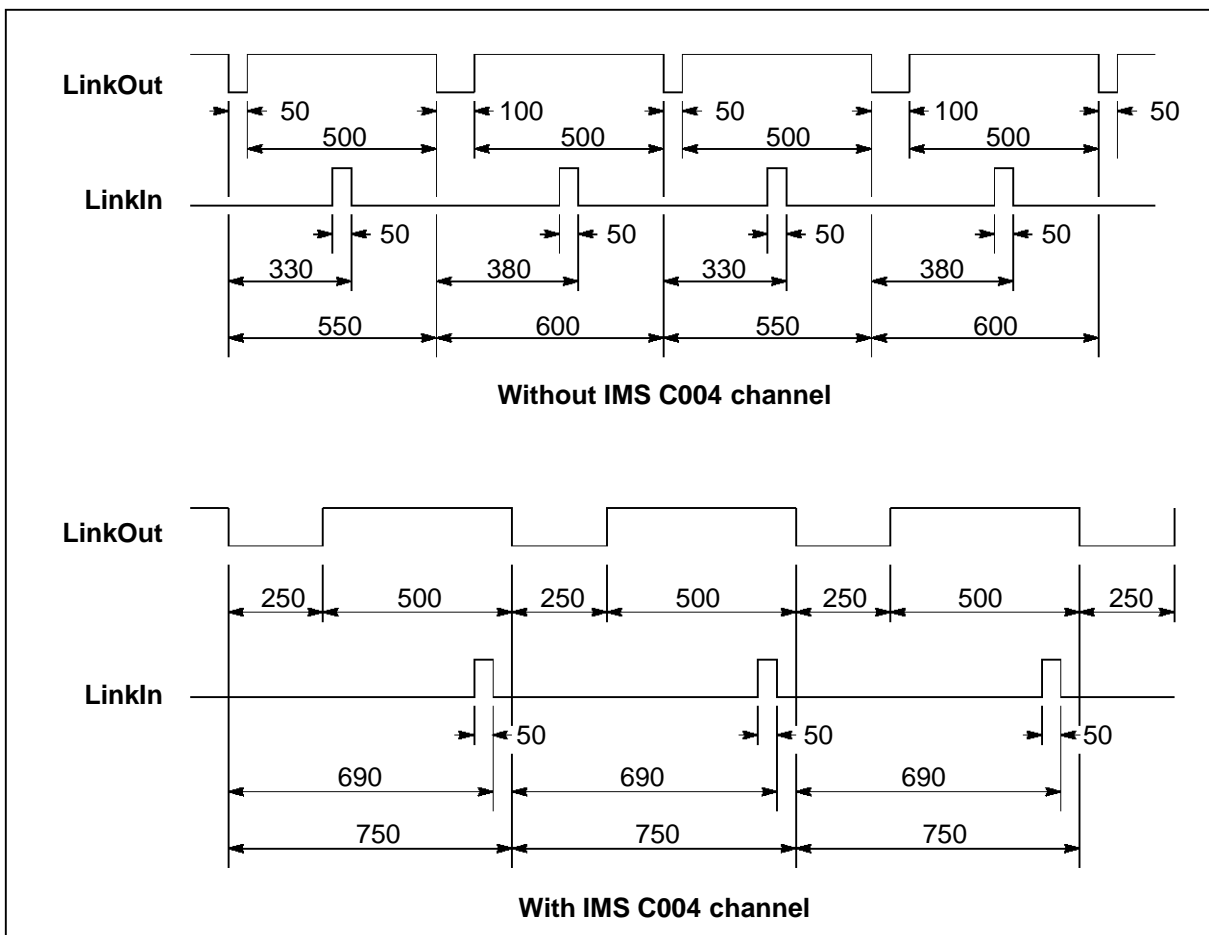 LinkOut
50 100 50 100 50
500 500 500 500
LinkIn
50 50 50 50
330 380 330 380
550 600 550 600
Without IMS C004 channel
LinkOut
250 500 250 500 250 500 250
LinkIn
50 50 50
690 690 690
750 750 750
With IMS C004 channel